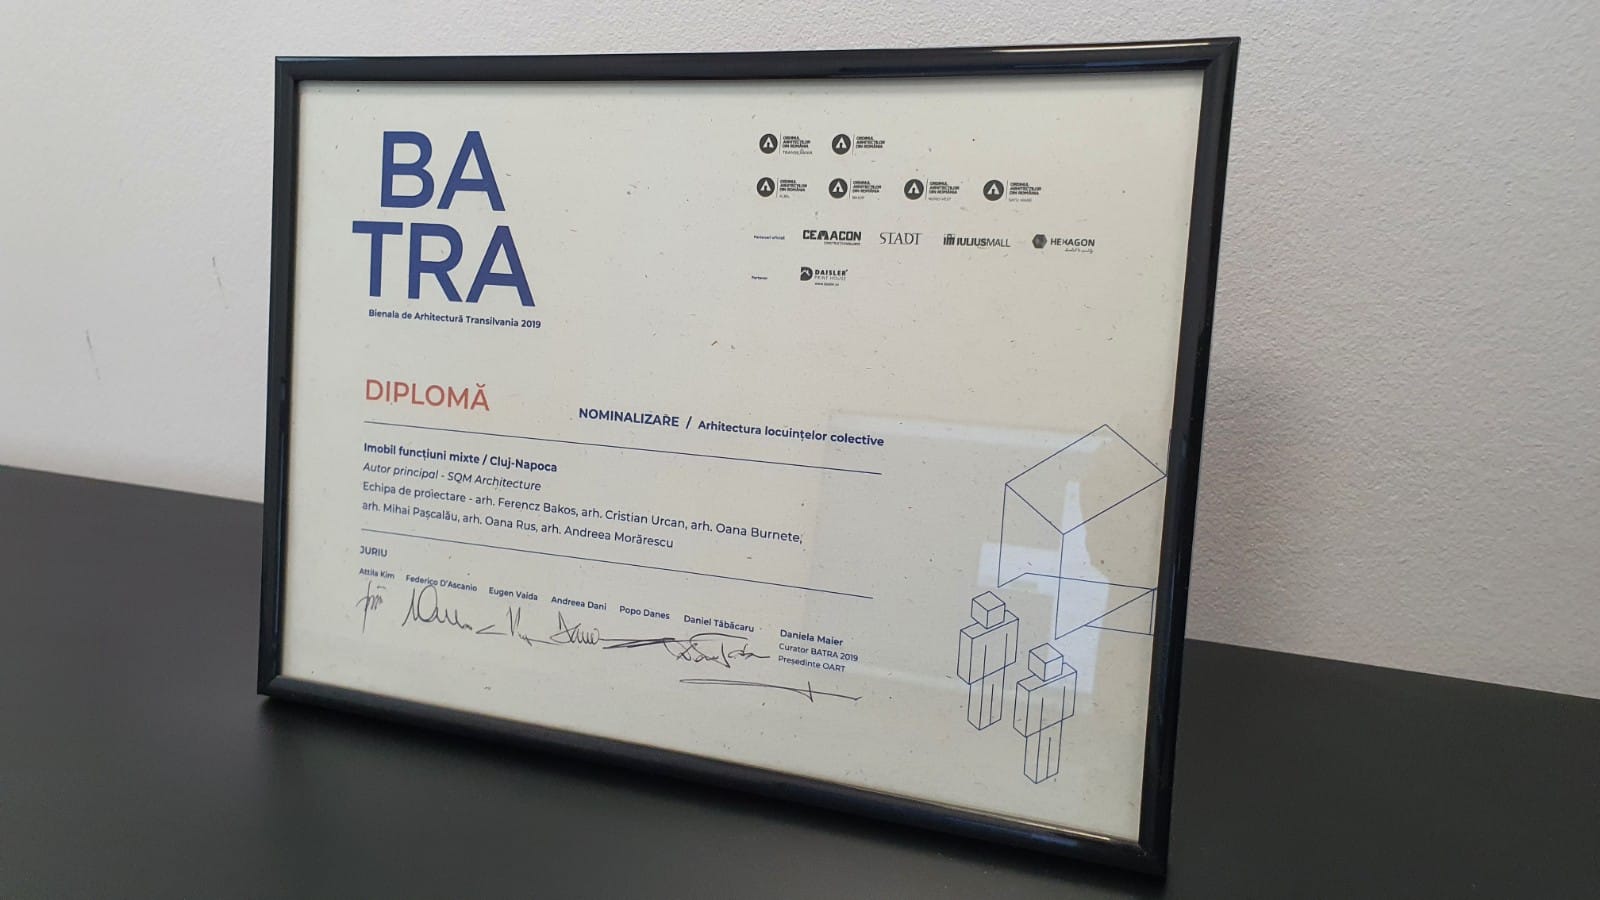 BA
TRA
Bienala de Arhitectură Transilvania 2019
ORDINUL ARHITECȚILOR DIN ROMÂNIA TRANSILVANIA
ORDINUL ARHITECȚILOR DIN ROMÂNIA
ORDINUL ARHITECȚILOR DIN ROMÂNIA ALBA
ORDINUL ARHITECȚILOR DIN ROMÂNIA
ORDINUL ARHITECȚILOR DIN ROMÂNIA NORD-VEST
ORDINUL ARHITECȚILOR DIN ROMÂNIA SATU MARE
Parteneri oficiali CEMACON STADT IULIUSMALL HEXAGON
Partener DAISLER PRINT HOUSE
DIPLOMĂ
NOMINALIZARE / Arhitectura locuințelor colective
Imobil funcțiuni mixte / Cluj-Napoca
Autor principal - SQM Architecture
Echipa de proiectare - arh. Ferencz Bakos, arh. Cristian Urcan, arh. Oana Burnete,
arh. Mihai Pașcalău, arh. Oana Rus, arh. Andreea Morărescu
JURIU
Attila Kim Federico D'Ascanio Eugen Vaida Andreea Dani Popo Danes Daniel Tăbăcaru Daniela Maier
Curator BATRA 2019
Președinte OART